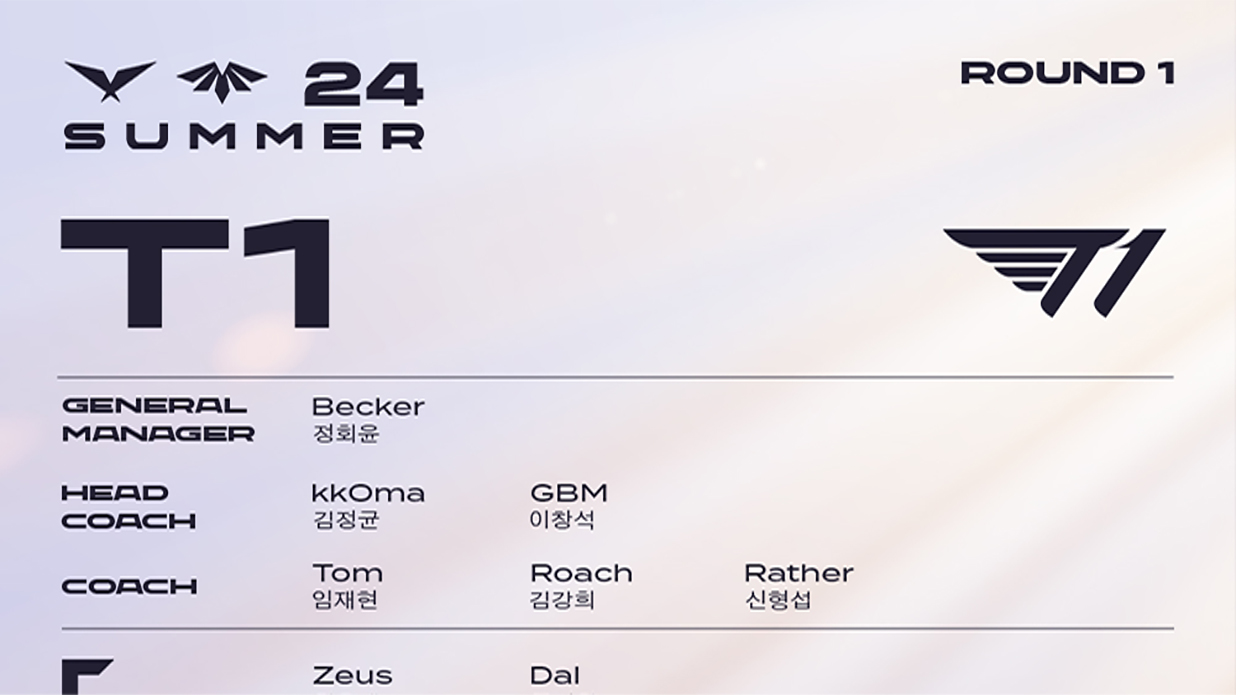 24
SUMMER
ROUND 1
T1
T1
GENERAL
MANAGER
Becker
정회윤
HEAD
COACH
kkOma
김정균
GBM
이창석
COACH
Tom
임재현
Roach
김강희
Rather
신형섭
Zeus
Dal